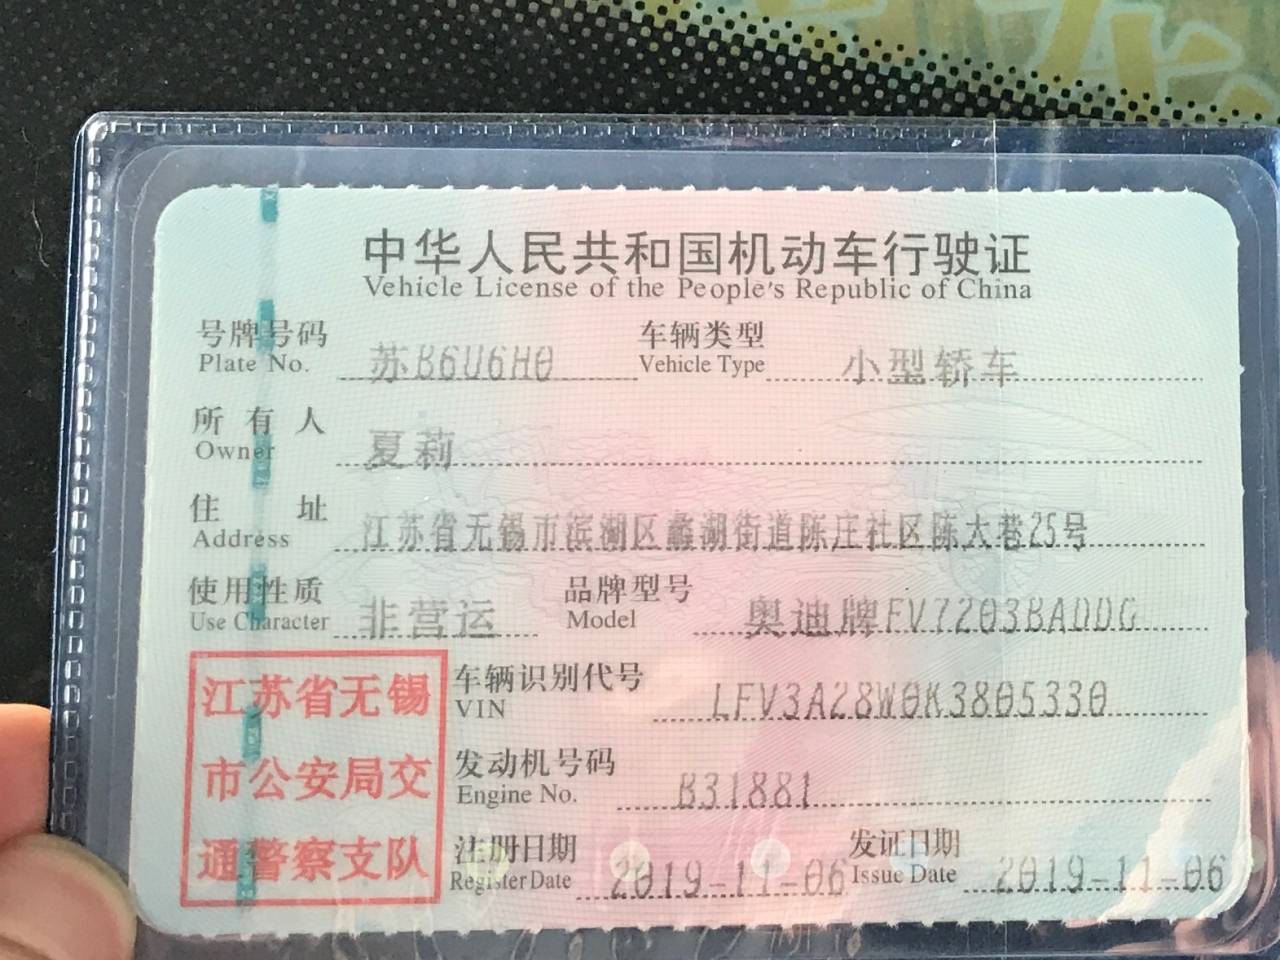 中华人民共和国机动车行驶证
Vehicle License of the People's Republic of China
号牌号码 苏B6U6H0 车辆类型 小型轿车
Plate No. Vehicle Type
所有人 夏莉
Owner
住址 江苏省无锡市滨湖区蠡湖街道陈庄社区陈大巷25号
Address
使用性质 非营运 品牌型号 奥迪牌FV7203BADDG
Use Character Model
江苏省无锡
市公安局交
通警察支队
车辆识别代号 LFV3A28W0K3805330
VIN
发动机号码 B31881
Engine No.
注册日期 2019-11-06 发证日期 2019-11-06
Register Date Issue Date